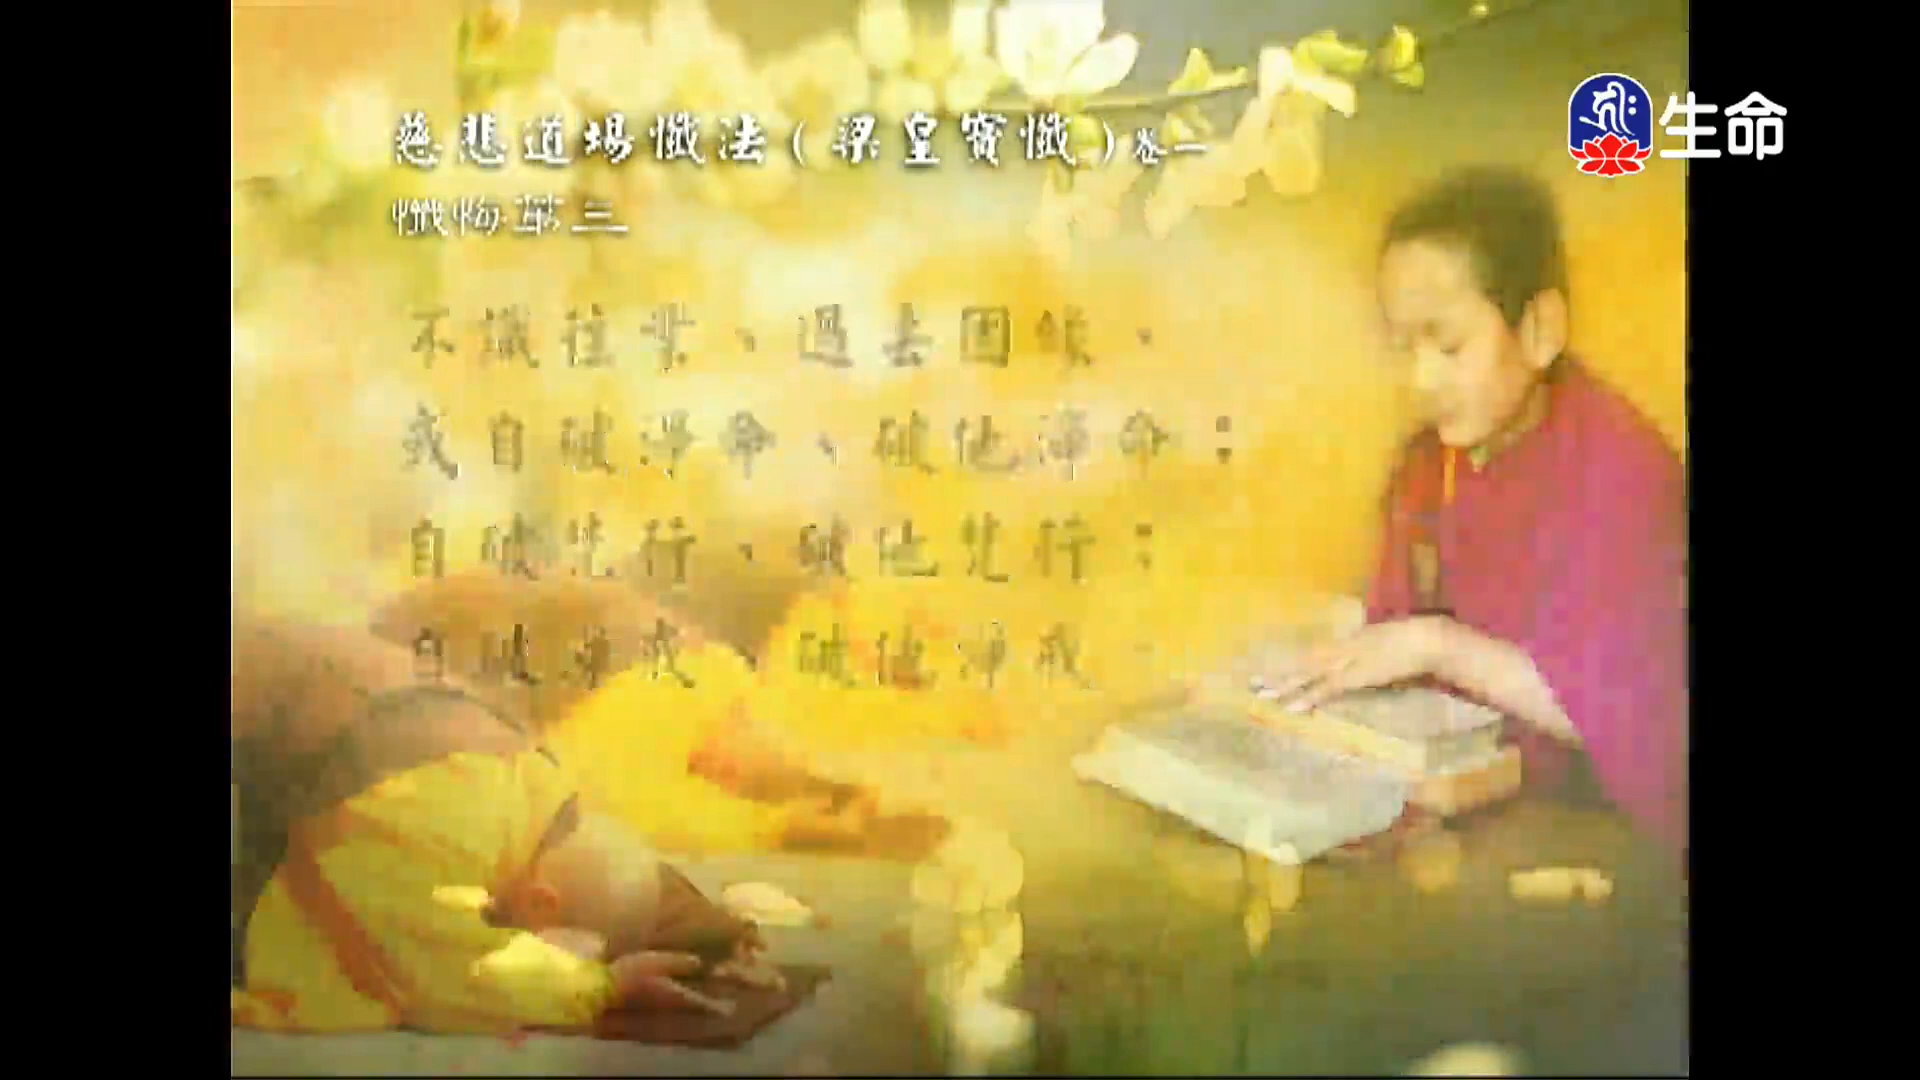 慈悲道場懺法(梁皇寶懺)卷一
生命
懺悔第三
不識往業、過去因緣、
或自破淨命、破他淨命;
自破梵行、破他梵行;
自破淨戒、破他淨戒。